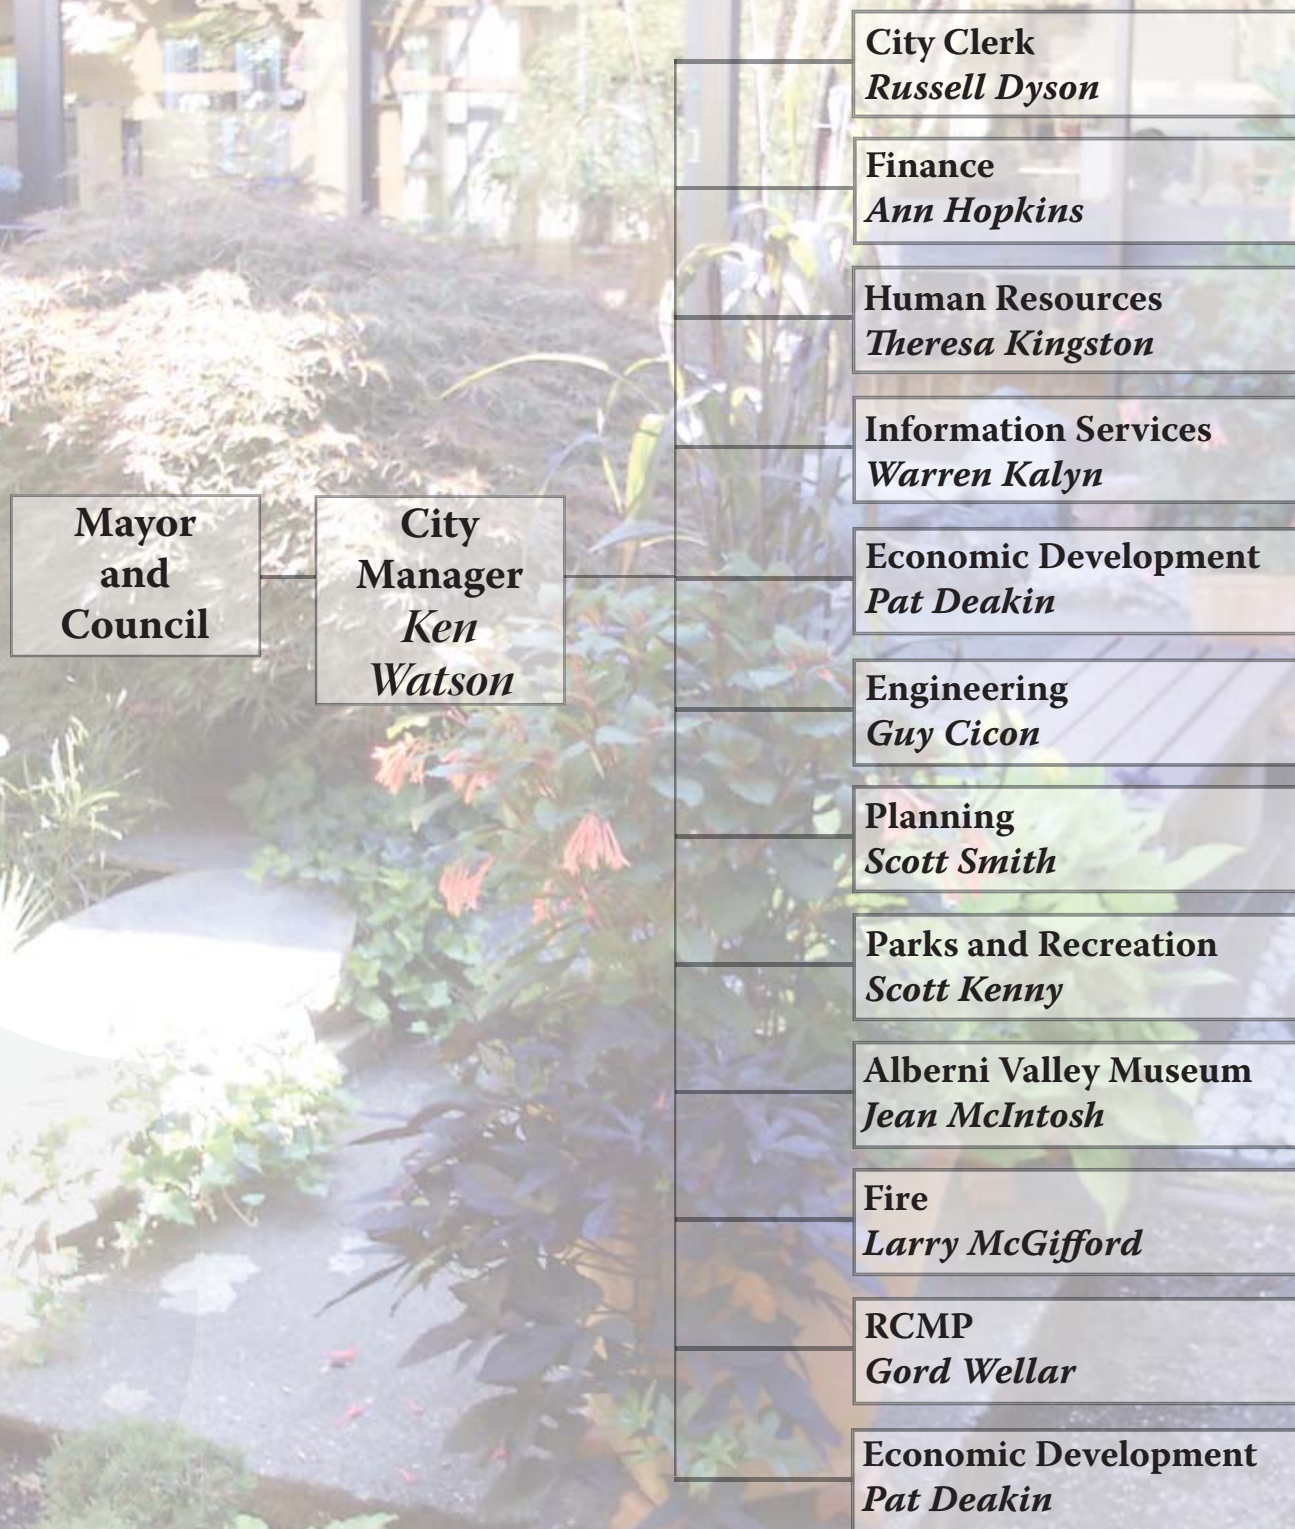 Mayor
and
Council
City
Manager
Ken
Watson
City Clerk
Russell Dyson
Finance
Ann Hopkins
Human Resources
Theresa Kingston
Information Services
Warren Kalyn
Economic Development
Pat Deakin
Engineering
Guy Cicon
Planning
Scott Smith
Parks and Recreation
Scott Kenny
Alberni Valley Museum
Jean McIntosh
Fire
Larry McGifford
RCMP
Gord Wellar
Economic Development
Pat Deakin